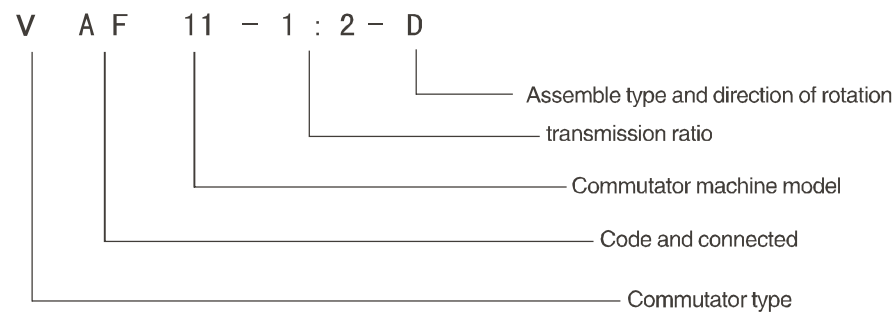 V AF 11 - 1:2 - D
Assemble type and direction of rotation
transmission ratio
Commutator machine model
Code and connected
Commutator type